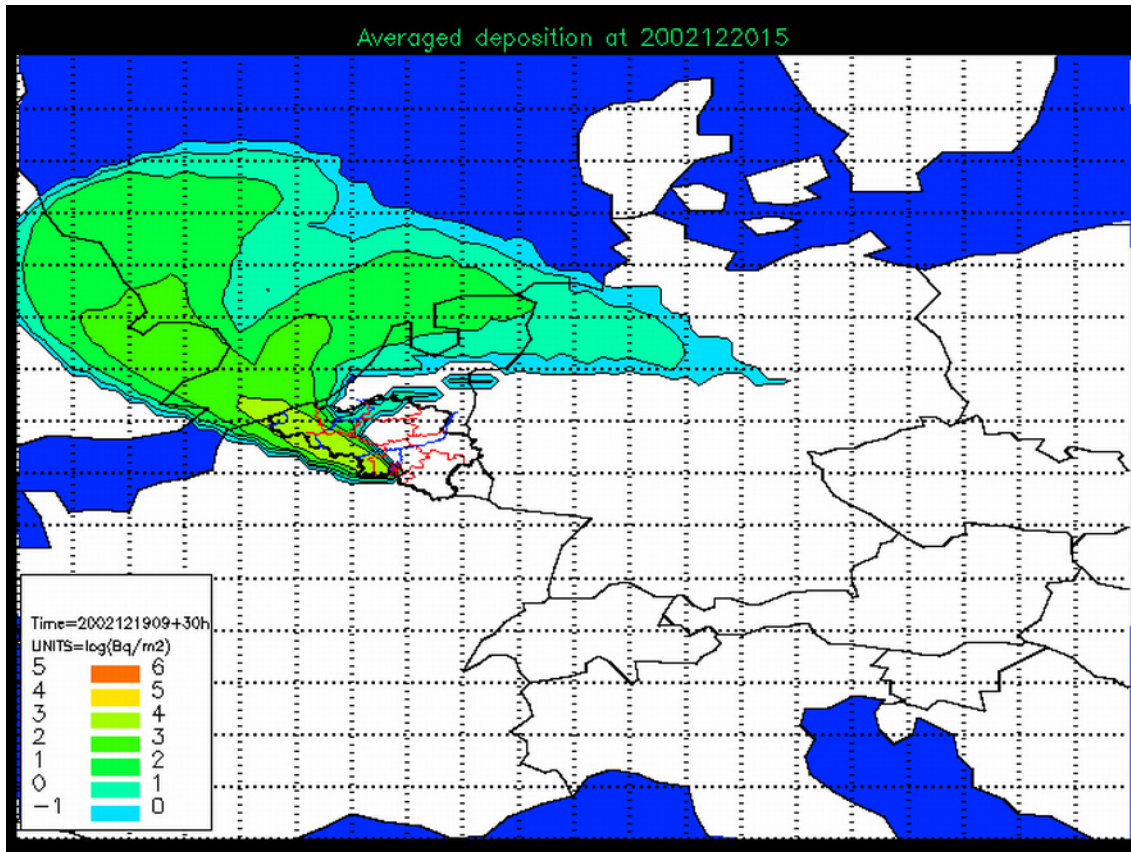 Averaged deposition at 2002122015
Time=2002121909+30h
UNITS=log(Bq/m2)
5 6
4 5
3 4
2 3
1 2
0 1
-1 0